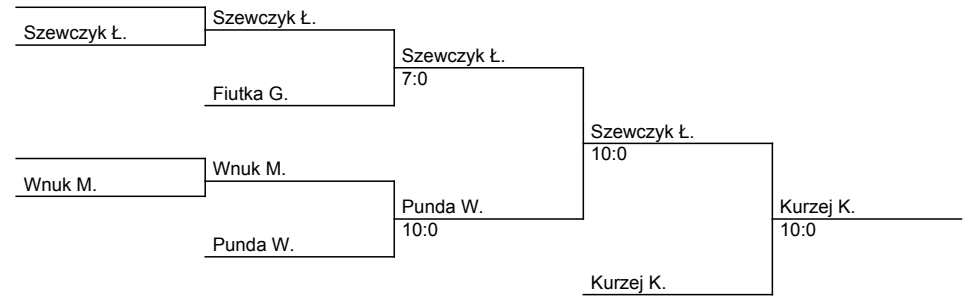 Szewczyk Ł.
Szewczyk Ł.
Szewczyk Ł.
7:0
Fiutka G.
Szewczyk Ł.
10:0
Wnuk M.
Wnuk M.
Punda W.
10:0
Kurzej K.
10:0
Punda W.
Kurzej K.